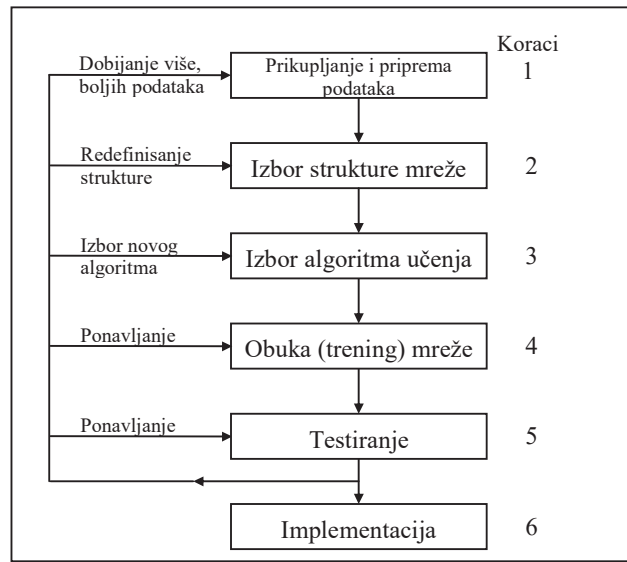 Koraci
Dobijanje više,
boljih podataka
Prikupljanje i priprema
podataka
1
Redefinisanje
strukture
Izbor strukture mreže
2
Izbor novog
algoritma
Izbor algoritma učenja
3
Ponavljanje
Obuka (trening) mreže
4
Ponavljanje
Testiranje
5
Implementacija
6